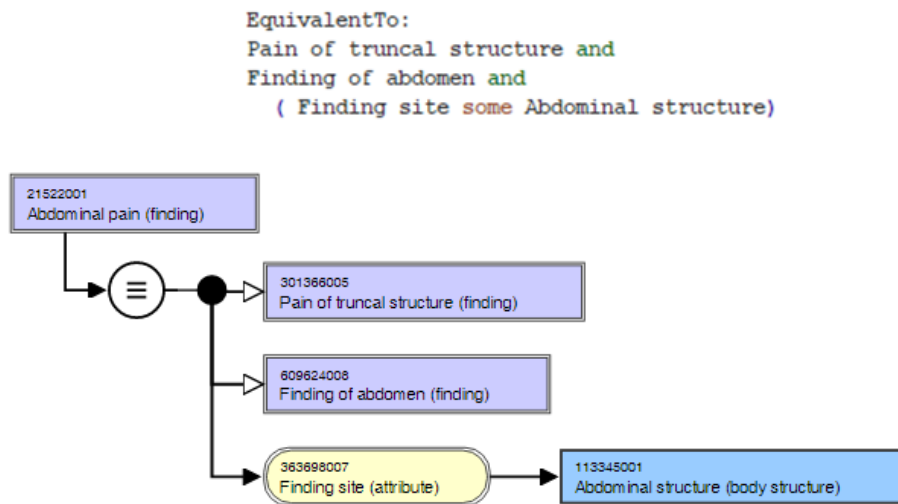 EquivalentTo:
Pain of truncal structure and
Finding of abdomen and
( Finding site some Abdominal structure)
21522001
Abdominal pain (finding)
≡
301366005
Pain of truncal structure (finding)
609624008
Finding of abdomen (finding)
363698007
Finding site (attribute)
113345001
Abdominal structure (body structure)